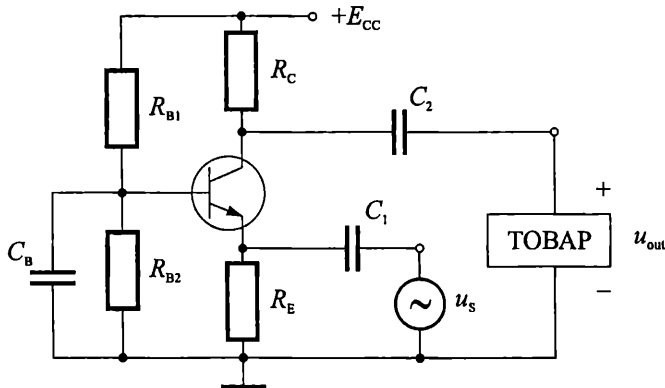 +E_CC
R_C
R_B1
C_2
C_1
C_B
R_B2
R_E
u_s
+
ТОВАР
u_out
−